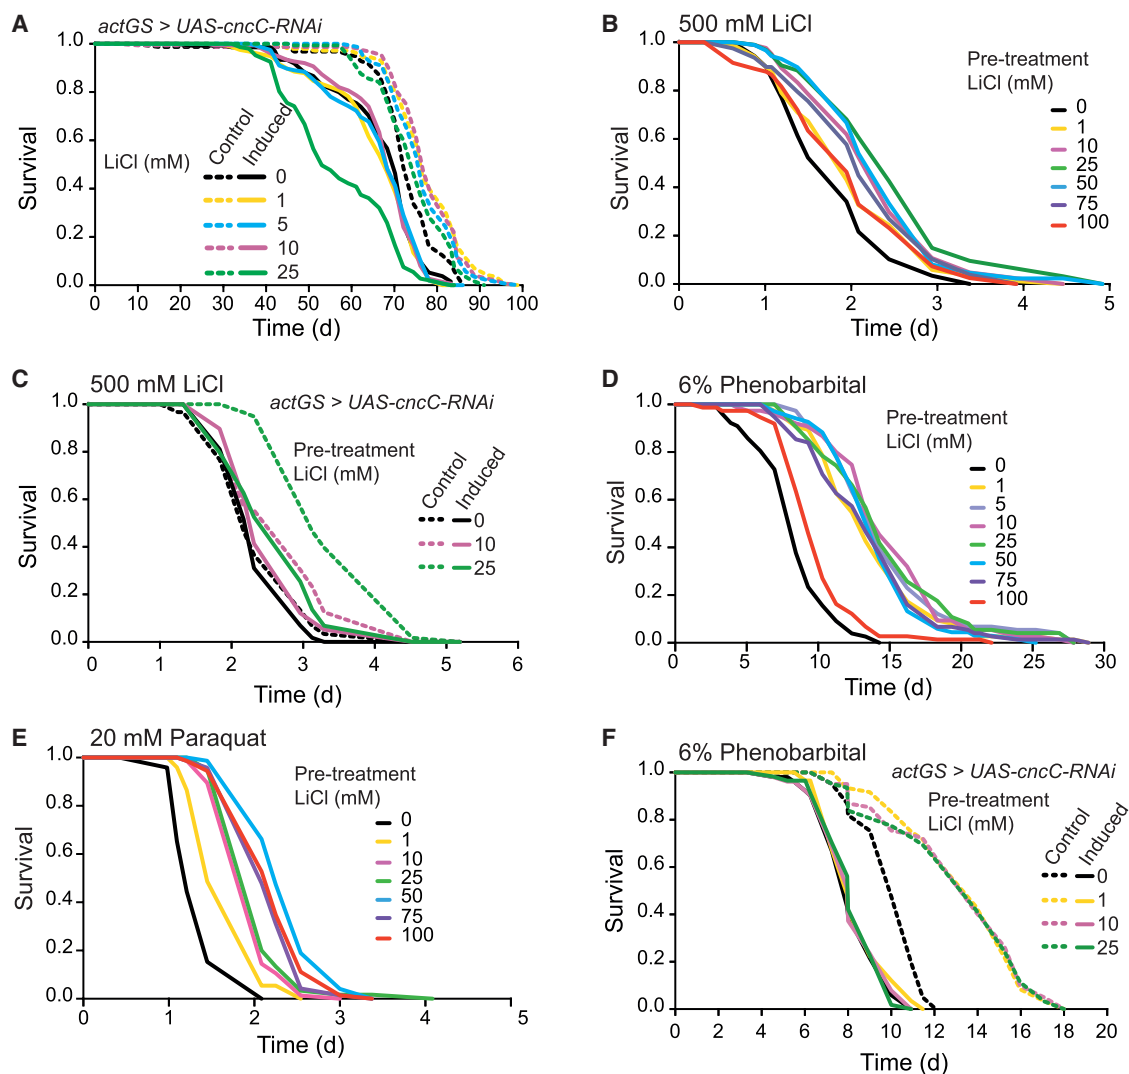 A
actGS > UAS-cncC-RNAi
Survival
1.0
0.8
0.6
0.4
0.2
0.0
LiCl (mM)
Control
Induced
0
1
5
10
25
0 10 20 30 40 50 60 70 80 90 100
Time (d)
B
500 mM LiCl
Survival
1.0
0.8
0.6
0.4
0.2
0.0
Pre-treatment
LiCl (mM)
0
1
10
25
50
75
100
0 1 2 3 4 5
Time (d)
C
500 mM LiCl
actGS > UAS-cncC-RNAi
Survival
1.0
0.8
0.6
0.4
0.2
0.0
Pre-treatment
LiCl (mM)
Control
Induced
0
10
25
0 1 2 3 4 5 6
Time (d)
D
6% Phenobarbital
Survival
1.0
0.8
0.6
0.4
0.2
0.0
Pre-treatment
LiCl (mM)
0
1
5
10
25
50
75
100
0 5 10 15 20 25 30
Time (d)
E
20 mM Paraquat
Survival
1.0
0.8
0.6
0.4
0.2
0.0
Pre-treatment
LiCl (mM)
0
1
10
25
50
75
100
0 1 2 3 4 5
Time (d)
F
6% Phenobarbital
actGS > UAS-cncC-RNAi
Survival
1.0
0.8
0.6
0.4
0.2
0.0
Pre-treatment
LiCl (mM)
Control
Induced
0
1
10
25
0 2 4 6 8 10 12 14 16 18 20
Time (d)